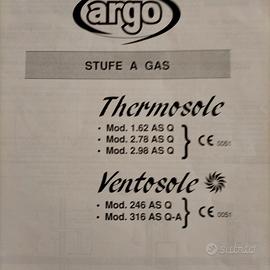 argo
STUFE A GAS
Thermosole
• Mod. 1.62 AS Q
• Mod. 2.78 AS Q
• Mod. 2.98 AS Q
CE 0051
Ventosole
• Mod. 246 AS Q
• Mod. 316 AS Q-A
CE 0051
subito